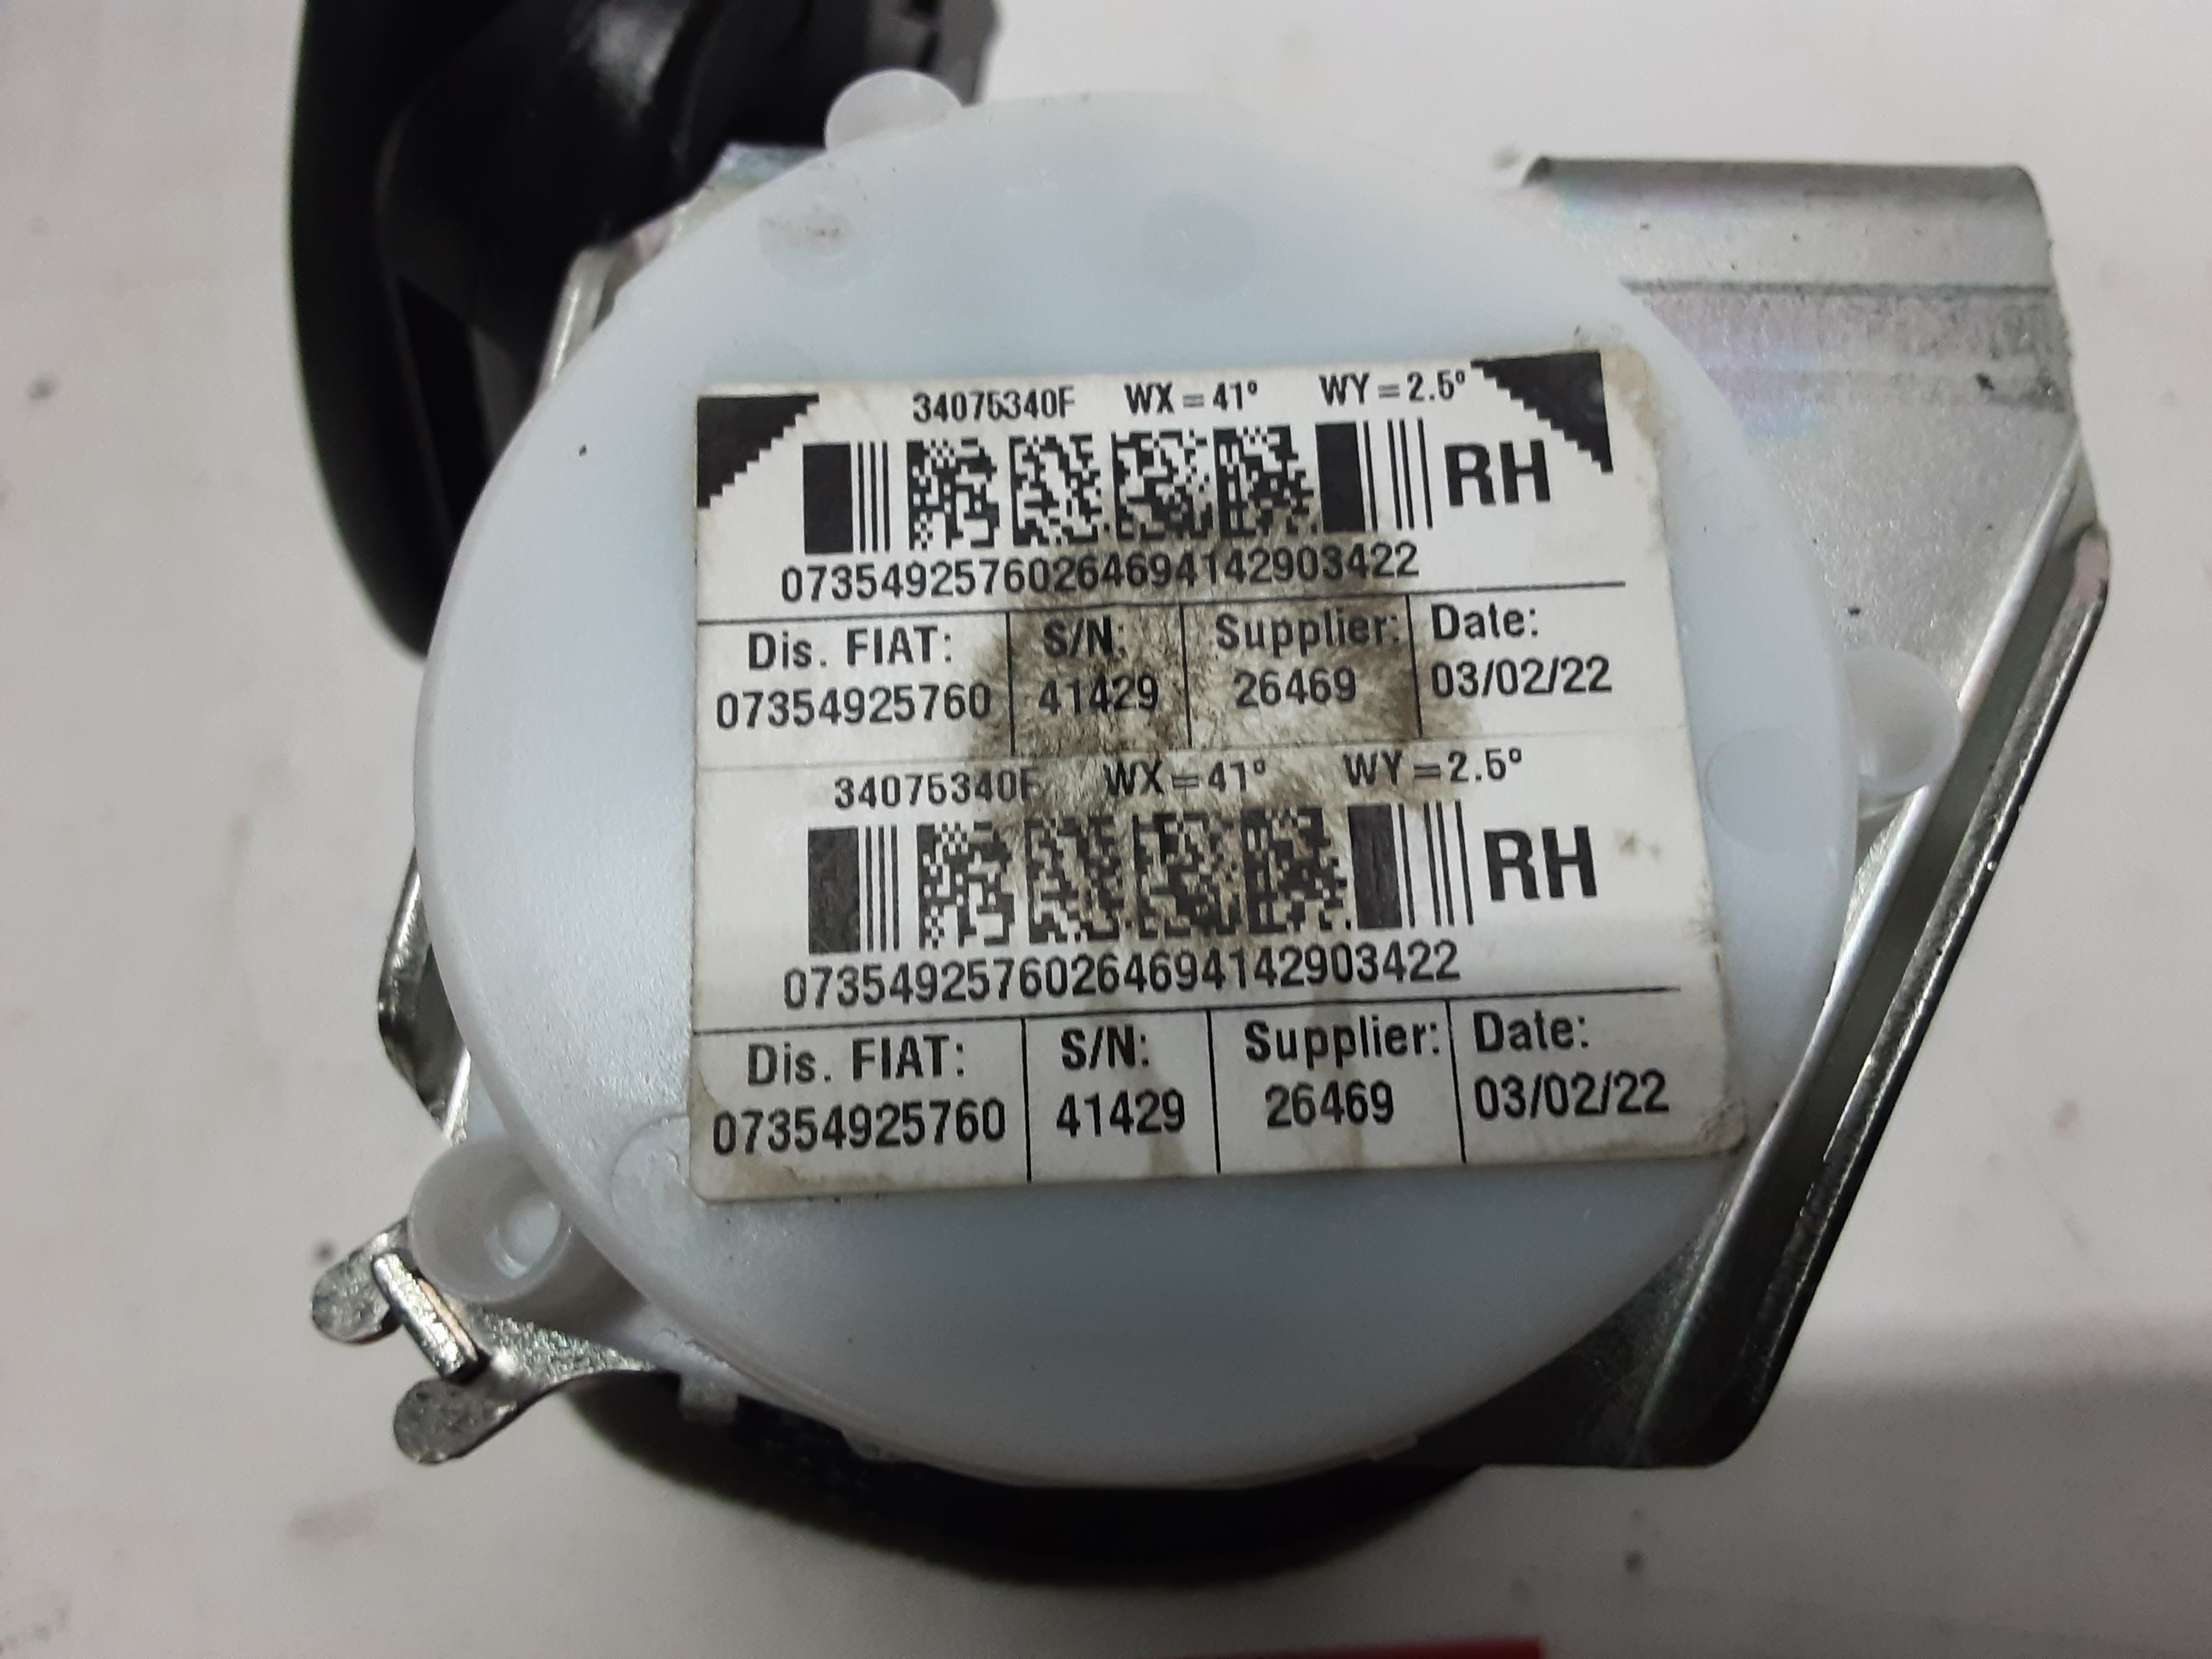 34075340F WX=41° WY=2.5°
RH
07354925760264694142903422
Dis. FIAT: S/N: Supplier: Date:
07354925760 41429 26469 03/02/22
34075340F WX=41° WY=2.5°
RH
07354925760264694142903422
Dis. FIAT: S/N: Supplier: Date:
07354925760 41429 26469 03/02/22